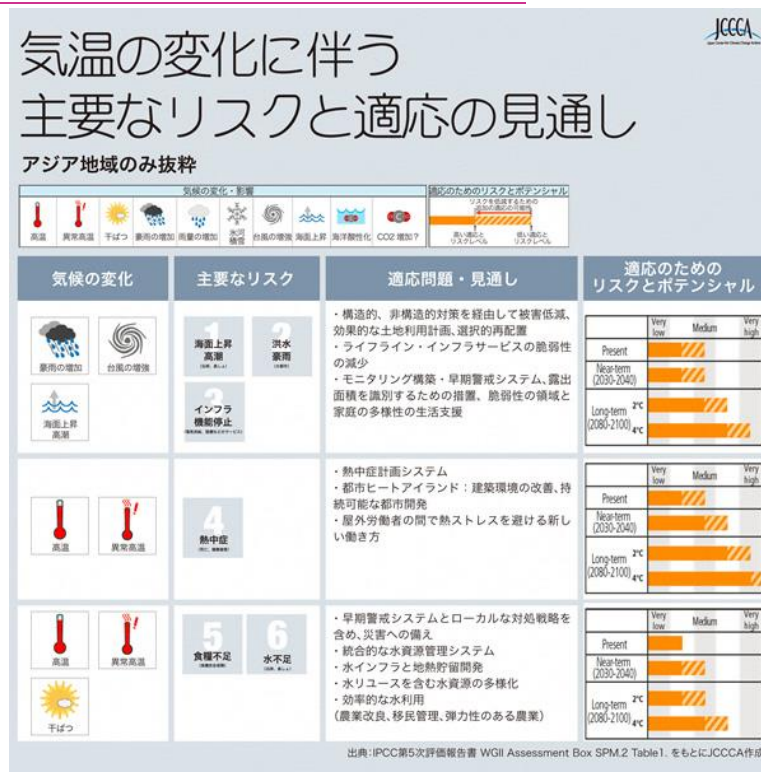 JCCCA
気温の変化に伴う
主要なリスクと適応の見通し
アジア地域のみ抜粋
気候の変化・影響
適応のためのリスクとポテンシャル
リスクを低減するための
追加の適応の可能性
高温
異常高温
干ばつ
豪雨の増加
雨量の増加
氷河
積雪
台風の増強
海面上昇
海洋酸性化
CO2 増加?
高い適応と
リスクレベル
低い適応と
リスクレベル
気候の変化
主要なリスク
適応問題・見通し
適応のための
リスクとポテンシャル
豪雨の増加
台風の増強
海面上昇
高潮
1
海面上昇
高潮
2
洪水
豪雨
3
インフラ
機能停止
・構造的、非構造的対策を経由して被害低減、
効果的な土地利用計画、選択的再配置
・ライフライン・インフラサービスの脆弱性
の減少
・モニタリング構築・早期警戒システム、露出
面積を識別するための措置、脆弱性の領域と
家庭の多様性の生活支援
Very low
Medium
Very high
Present
Near-term
(2030-2040)
Long-term
(2080-2100)
2℃
4℃
高温
異常高温
4
熱中症
・熱中症計画システム
・都市ヒートアイランド：建築環境の改善、持
続可能な都市開発
・屋外労働者の間で熱ストレスを避ける新し
い働き方
Very low
Medium
Very high
Present
Near-term
(2030-2040)
Long-term
(2080-2100)
2℃
4℃
高温
異常高温
干ばつ
5
食糧不足
6
水不足
・早期警戒システムとローカルな対処戦略を
含め、災害への備え
・統合的な水資源管理システム
・水インフラと地熱貯留開発
・水リユースを含む水資源の多様化
・効率的な水利用
（農業改良、移民管理、弾力性のある農業）
Very low
Medium
Very high
Present
Near-term
(2030-2040)
Long-term
(2080-2100)
2℃
4℃
出典：IPCC第5次評価報告書 WGII Assessment Box SPM.2 Table1. をもとにJCCCA作成